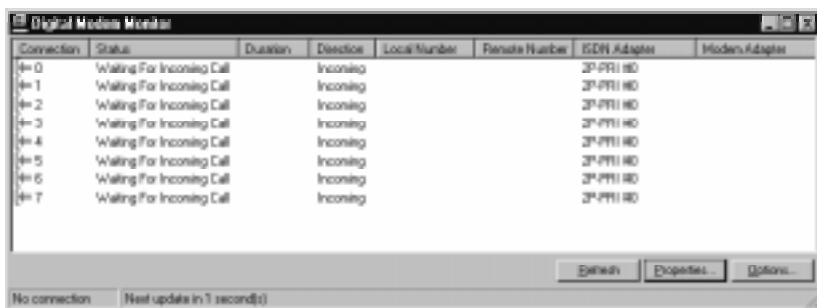 Digital Modem Monitor
Connection Status Duration Direction Local Number Remote Number ISDN Adapter Modem Adapter
0 Waiting For Incoming Call Incoming
1 Waiting For Incoming Call Incoming
2 Waiting For Incoming Call Incoming
3 Waiting For Incoming Call Incoming
4 Waiting For Incoming Call Incoming
5 Waiting For Incoming Call Incoming
6 Waiting For Incoming Call Incoming
7 Waiting For Incoming Call Incoming
Refresh Properties... Options...
No connection Next update in 1 second(s)